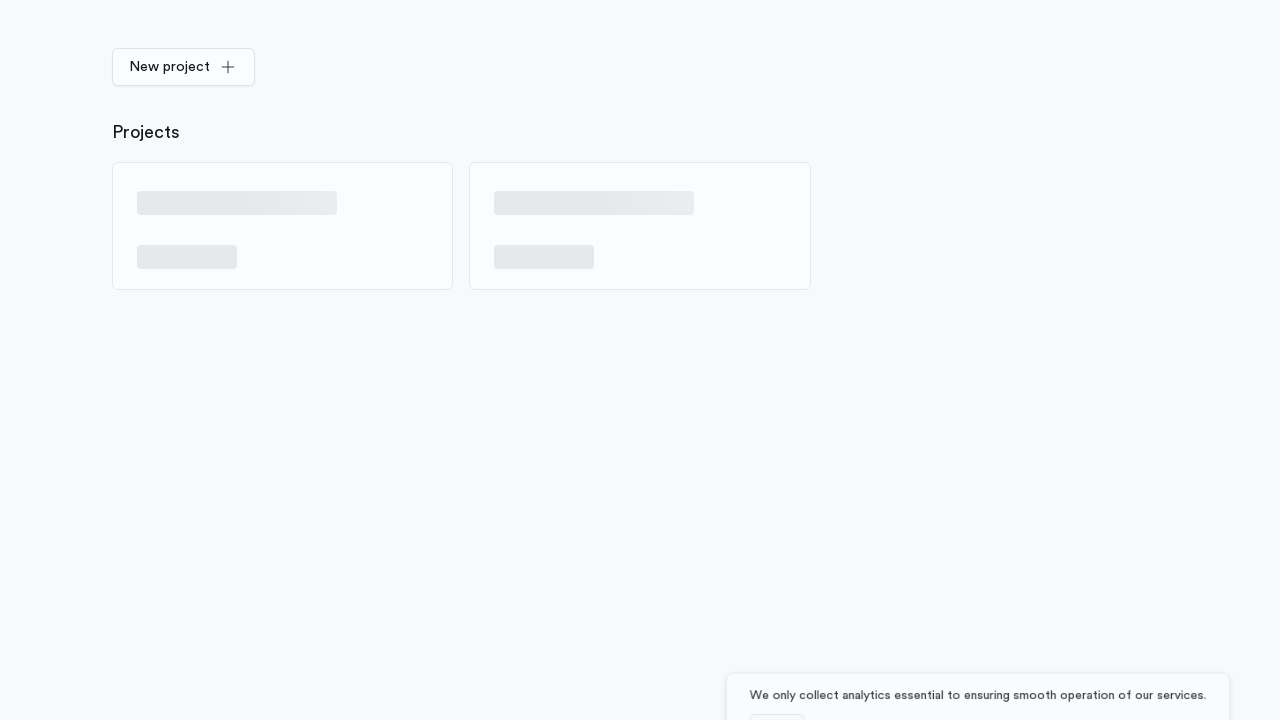 New project
Projects
We only collect analytics essential to ensuring smooth operation of our services.